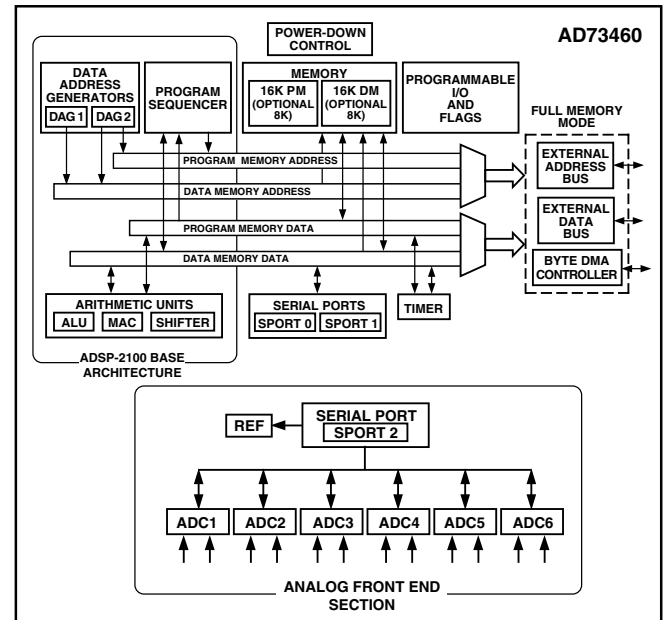 AD73460
POWER-DOWN
CONTROL
DATA
ADDRESS
GENERATORS
DAG 1 DAG 2
PROGRAM
SEQUENCER
MEMORY
16K PM
(OPTIONAL
8K)
16K DM
(OPTIONAL
8K)
PROGRAMMABLE
I/O
AND
FLAGS
FULL MEMORY
MODE
PROGRAM MEMORY ADDRESS
DATA MEMORY ADDRESS
PROGRAM MEMORY DATA
DATA MEMORY DATA
EXTERNAL
ADDRESS
BUS
EXTERNAL
DATA
BUS
BYTE DMA
CONTROLLER
ARITHMETIC UNITS
ALU MAC SHIFTER
SERIAL PORTS
SPORT 0 SPORT 1
TIMER
ADSP-2100 BASE
ARCHITECTURE
REF
SERIAL PORT
SPORT 2
ADC1 ADC2 ADC3 ADC4 ADC5 ADC6
ANALOG FRONT END
SECTION